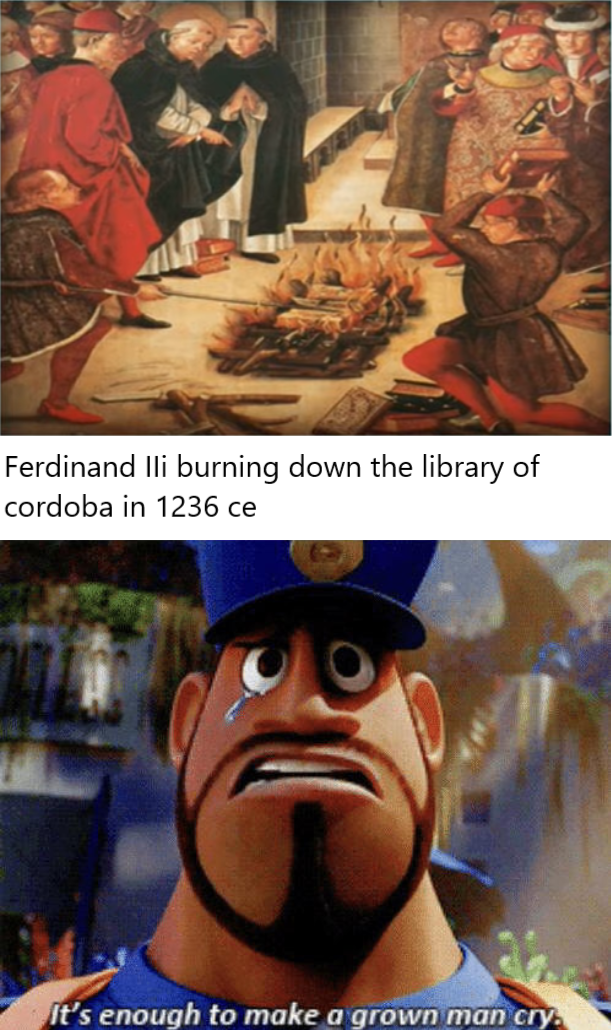 Ferdinand IIi burning down the library of
cordoba in 1236 ce
It's enough to make a grown man cry.